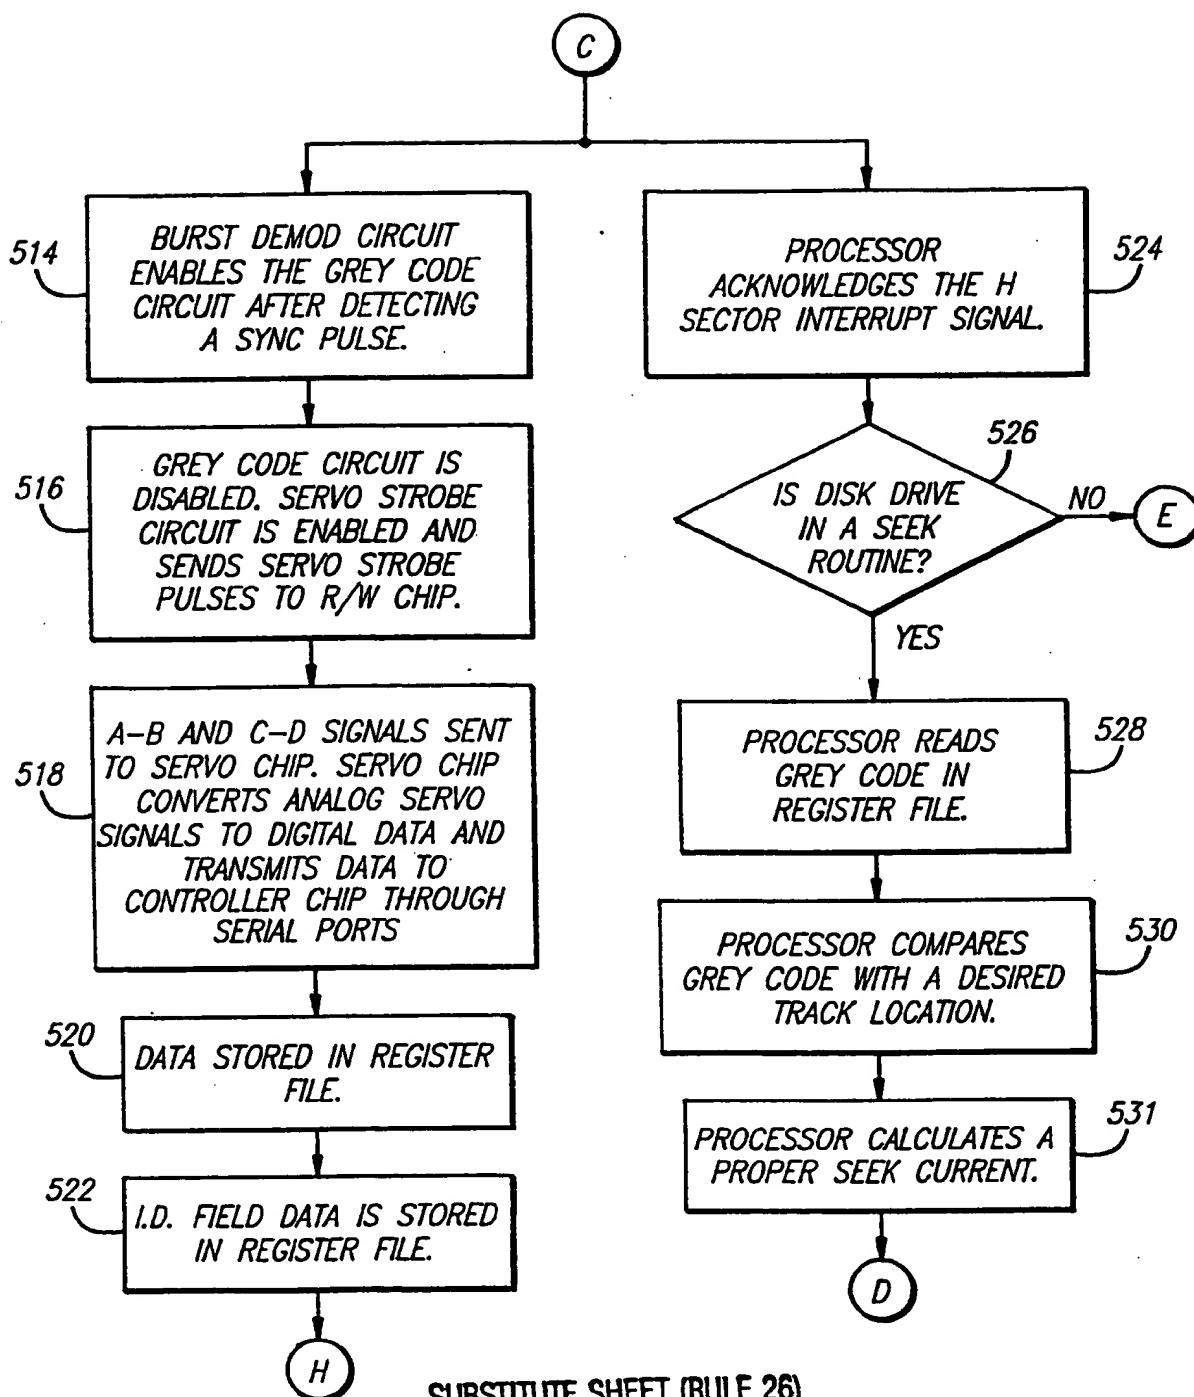 C
514
BURST DEMOD CIRCUIT
ENABLES THE GREY CODE
CIRCUIT AFTER DETECTING
A SYNC PULSE.
516
GREY CODE CIRCUIT IS
DISABLED. SERVO STROBE
CIRCUIT IS ENABLED AND
SENDS SERVO STROBE
PULSES TO R/W CHIP.
518
A-B AND C-D SIGNALS SENT
TO SERVO CHIP. SERVO CHIP
CONVERTS ANALOG SERVO
SIGNALS TO DIGITAL DATA AND
TRANSMITS DATA TO
CONTROLLER CHIP THROUGH
SERIAL PORTS
520
DATA STORED IN REGISTER
FILE.
522
I.D. FIELD DATA IS STORED
IN REGISTER FILE.
H
524
PROCESSOR
ACKNOWLEDGES THE H
SECTOR INTERRUPT SIGNAL.
526
IS DISK DRIVE
IN A SEEK
ROUTINE?
NO
E
YES
528
PROCESSOR READS
GREY CODE IN
REGISTER FILE.
530
PROCESSOR COMPARES
GREY CODE WITH A DESIRED
TRACK LOCATION.
531
PROCESSOR CALCULATES A
PROPER SEEK CURRENT.
D
SUBSTITUTE SHEET (RULE 26)